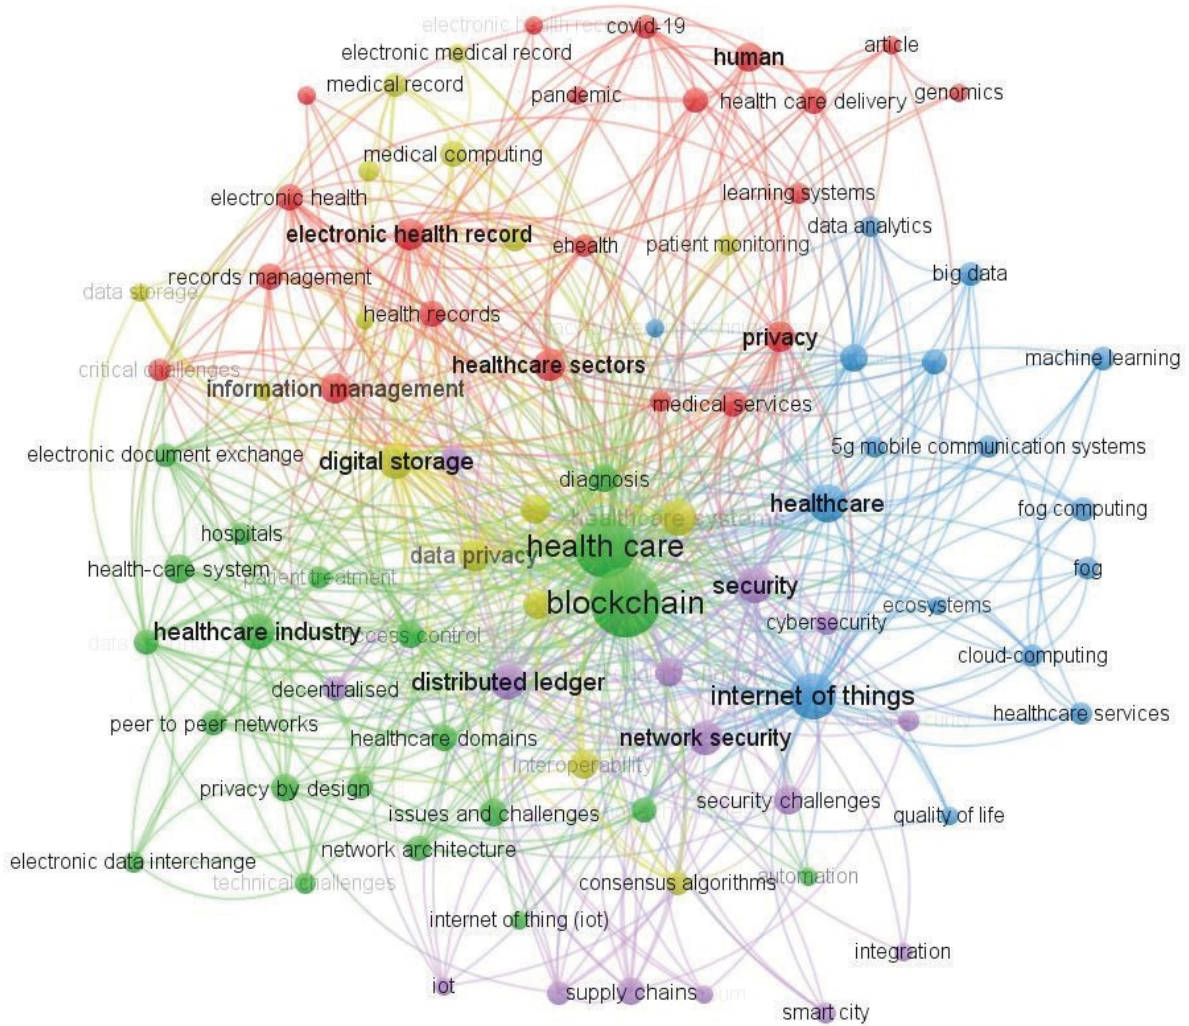 electronic health rec
covid-19
article
electronic medical record
human
medical record
pandemic
health care delivery
genomics
medical computing
electronic health
learning systems
data analytics
electronic health record
ehealth
patient monitoring
records management
big data
data storage
health records
privacy
critical challenges
healthcare sectors
machine learning
information management
medical services
electronic document exchange
digital storage
5g mobile communication systems
diagnosis
healthcare
fog computing
healthcare systems
hospitals
health care
data privacy
health-care system
patient treatment
fog
security
blockchain
ecosystems
cybersecurity
healthcare industry
access control
cloud-computing
decentralised
distributed ledger
internet of things
healthcare services
peer to peer networks
healthcare domains
network security
interoperability
privacy by design
security challenges
issues and challenges
quality of life
network architecture
electronic data interchange
technical challenges
consensus algorithms
automation
internet of thing (iot)
integration
iot
supply chains
smart city